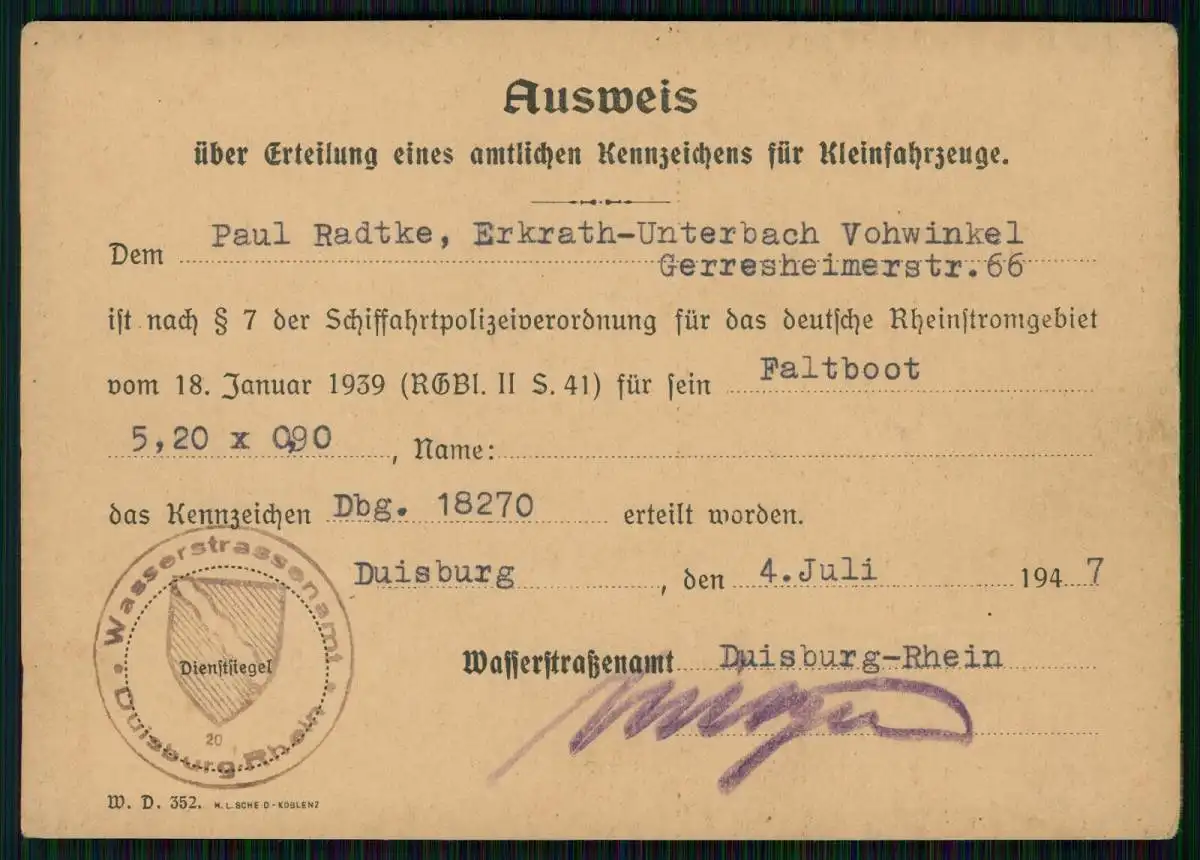 Ausweis
über Erteilung eines amtlichen Kennzeichens für Kleinfahrzeuge.
Dem Paul Radtke, Erkrath-Unterbach Vohwinkel
Gerresheimerstr.66
ist nach § 7 der Schiffahrtpolizeiverordnung für das deutsche Rheinstromgebiet
vom 18. Januar 1939 (RGBl. II S. 41) für sein Faltboot
5,20 x 0,90, Name:
das Kennzeichen Dbg. 18270 erteilt worden.
Duisburg, den 4.Juli 1947
Wasserstraßenamt Duisburg-Rhein
Wasserstrassenamt
Dienstsiegel
20
Duisburg-Rhein
W. D. 352.